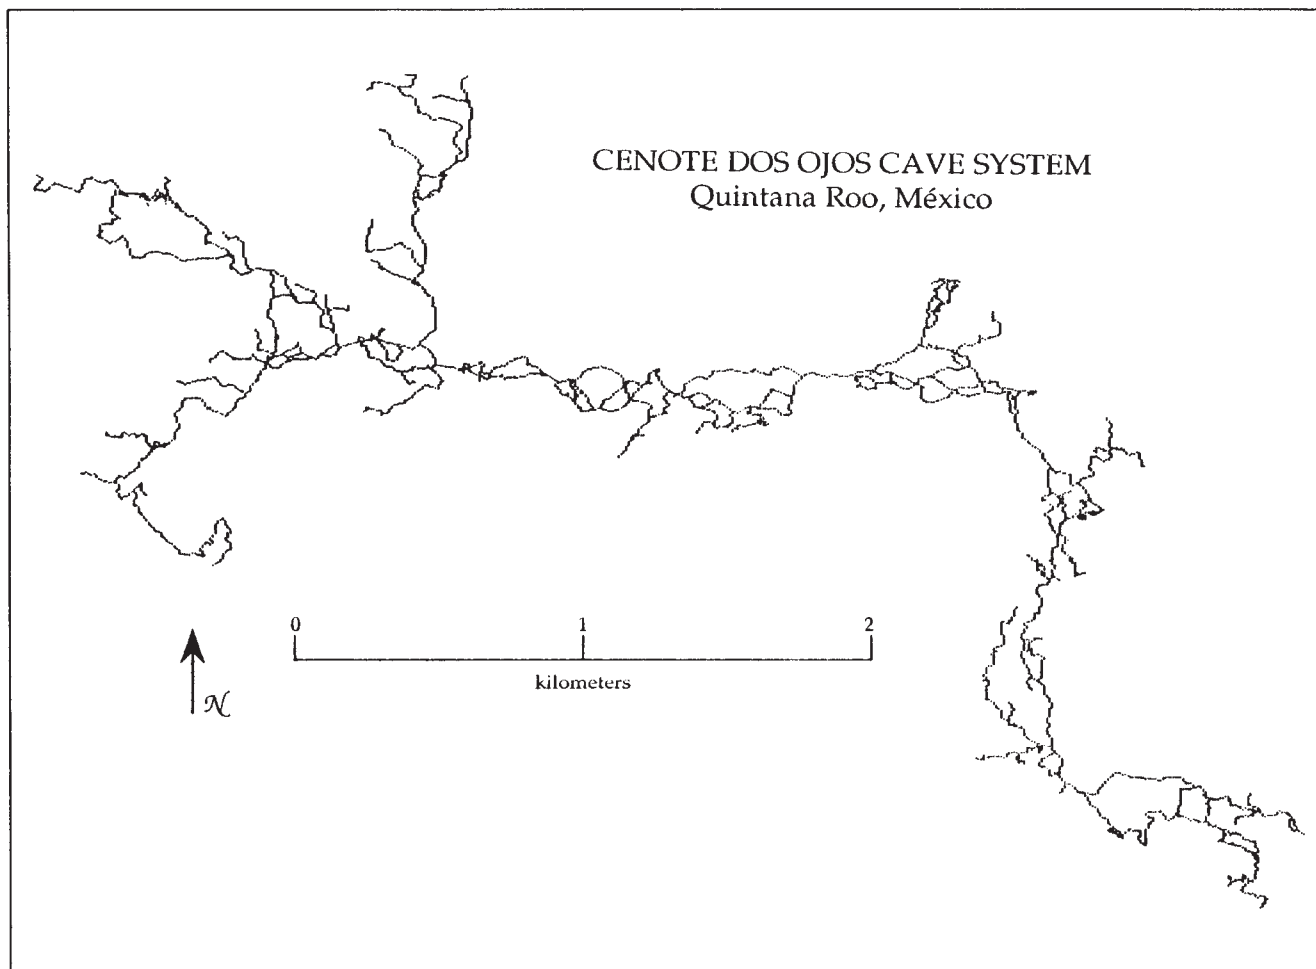 CENOTE DOS OJOS CAVE SYSTEM
Quintana Roo, México
0 1 2
kilometers
N